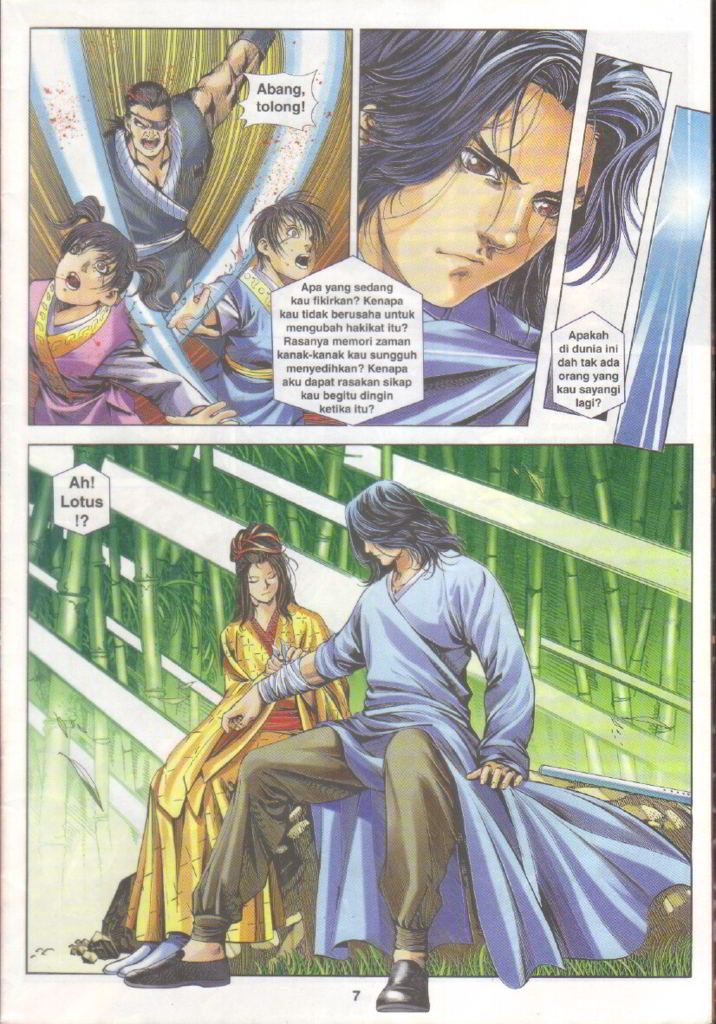 Abang,
tolong!
Apa yang sedang
kau fikirkan? Kenapa
kau tidak berusaha untuk
mengubah hakikat itu?
Rasanya memori zaman
kanak-kanak kau sungguh
menyedihkan? Kenapa
aku dapat rasakan sikap
kau begitu dingin
ketika itu?
Apakah
di dunia ini
dah tak ada
orang yang
kau sayangi
lagi?
Ah!
Lotus
!?
7